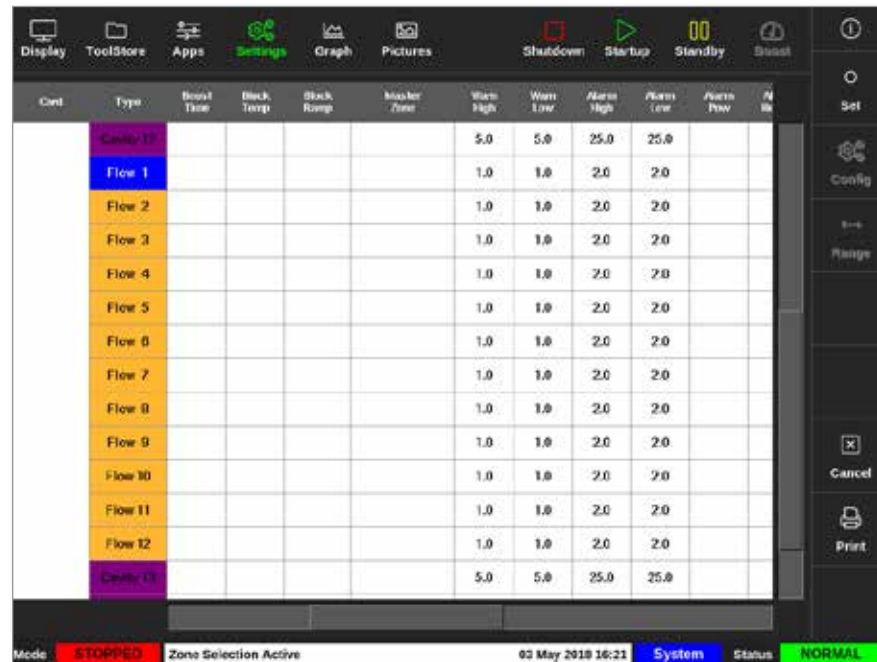 Display ToolStore Apps Settings Graph Pictures Shutdown Startup Standby Boost
Card Type Boost Time Block Temp Block Ramp Master Zone Warn High Warn Low Alarm High Alarm Low Alarm Pow
Cavity 12 5.0 5.0 25.0 25.0
Flow 1 1.0 1.0 2.0 2.0
Flow 2 1.0 1.0 2.0 2.0
Flow 3 1.0 1.0 2.0 2.0
Flow 4 1.0 1.0 2.0 2.0
Flow 5 1.0 1.0 2.0 2.0
Flow 6 1.0 1.0 2.0 2.0
Flow 7 1.0 1.0 2.0 2.0
Flow 8 1.0 1.0 2.0 2.0
Flow 9 1.0 1.0 2.0 2.0
Flow 10 1.0 1.0 2.0 2.0
Flow 11 1.0 1.0 2.0 2.0
Flow 12 1.0 1.0 2.0 2.0
Cavity 13 5.0 5.0 25.0 25.0
Sel
Config
Range
Cancel
Print
Mode STOPPED Zone Selection Active 03 May 2018 16:21 System Status NORMAL